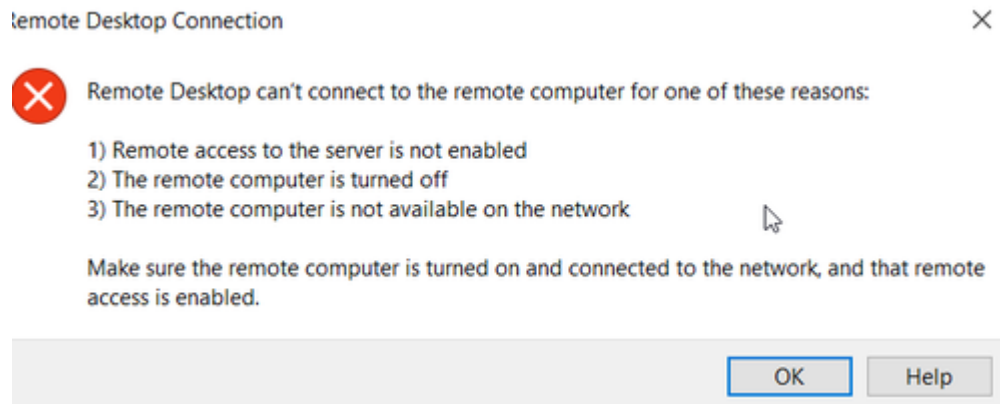 Remote Desktop Connection
Remote Desktop can't connect to the remote computer for one of these reasons:
1) Remote access to the server is not enabled
2) The remote computer is turned off
3) The remote computer is not available on the network
Make sure the remote computer is turned on and connected to the network, and that remote
access is enabled.
OK
Help